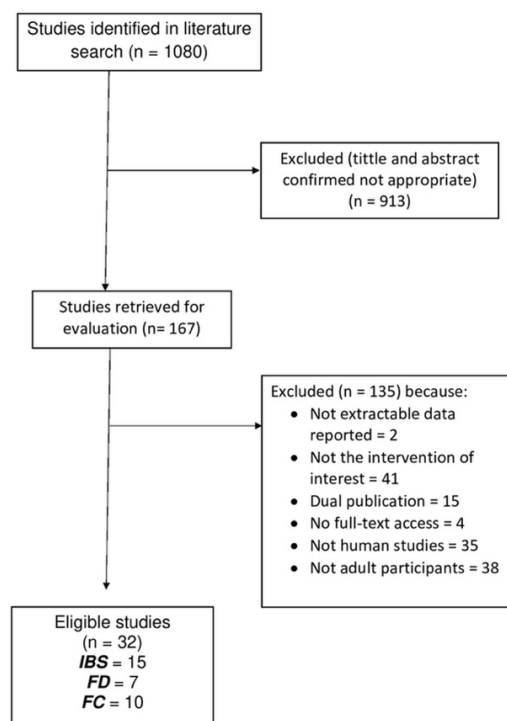 Studies identified in literature
search (n = 1080)
Excluded (tittle and abstract
confirmed not appropriate)
(n = 913)
Studies retrieved for
evaluation (n= 167)
Excluded (n = 135) because:
• Not extractable data
reported = 2
• Not the intervention of
interest = 41
• Dual publication = 15
• No full-text access = 4
• Not human studies = 35
• Not adult participants = 38
Eligible studies
(n = 32)
IBS = 15
FD = 7
FC = 10